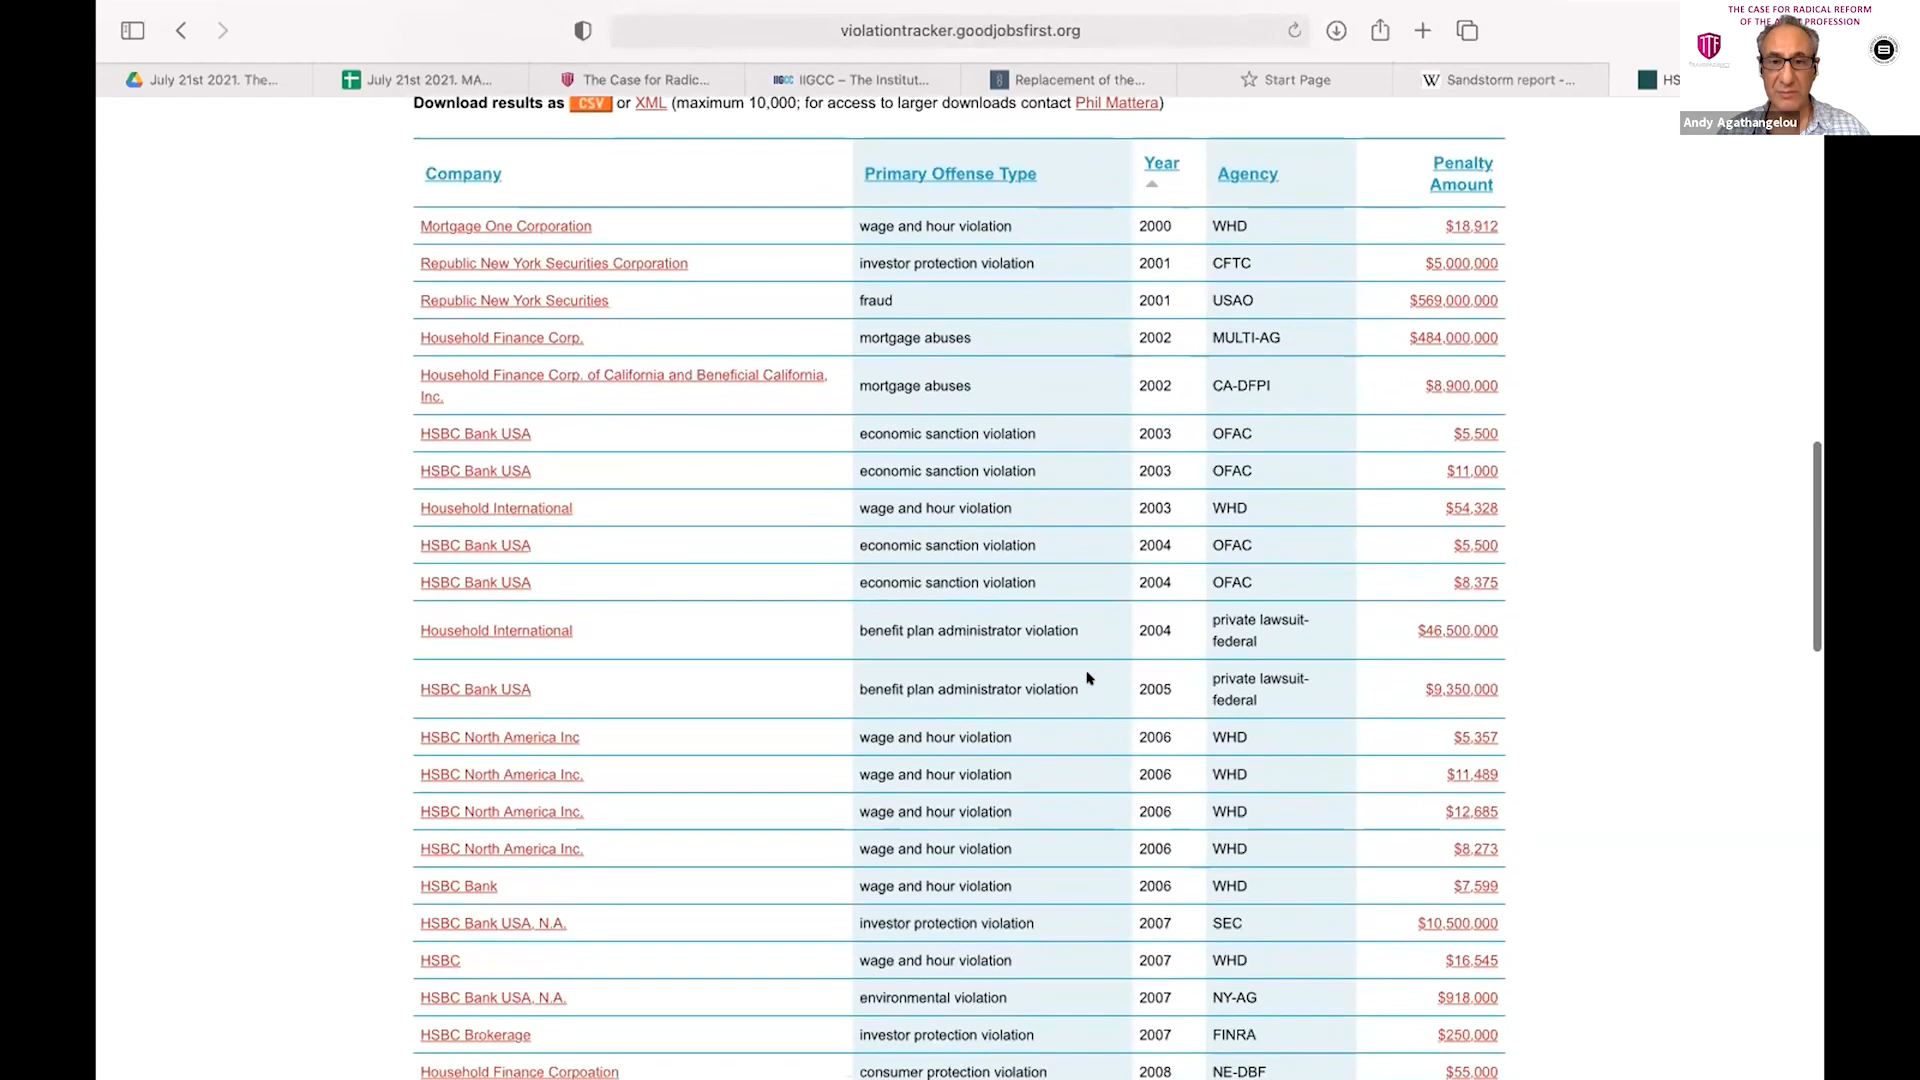 violationtracker.goodjobsfirst.org
THE CASE FOR RADICAL REFORM
OF THE PROFESSION
TTF
July 21st 2021. The...
July 21st 2021. MA...
The Case for Radic...
IIGCC IIGCC – The Institut...
Replacement of the...
Start Page
W Sandstorm report -...
HS
Andy Agathangelou
Download results as CSV or XML (maximum 10,000; for access to larger downloads contact Phil Mattera)
Company Primary Offense Type Year Agency Penalty Amount
Mortgage One Corporation wage and hour violation 2000 WHD $18,912
Republic New York Securities Corporation investor protection violation 2001 CFTC $5,000,000
Republic New York Securities fraud 2001 USAO $569,000,000
Household Finance Corp. mortgage abuses 2002 MULTI-AG $484,000,000
Household Finance Corp. of California and Beneficial California, Inc. mortgage abuses 2002 CA-DFPI $8,900,000
HSBC Bank USA economic sanction violation 2003 OFAC $5,500
HSBC Bank USA economic sanction violation 2003 OFAC $11,000
Household International wage and hour violation 2003 WHD $54,328
HSBC Bank USA economic sanction violation 2004 OFAC $5,500
HSBC Bank USA economic sanction violation 2004 OFAC $8,375
Household International benefit plan administrator violation 2004 private lawsuit-federal $46,500,000
HSBC Bank USA benefit plan administrator violation 2005 private lawsuit-federal $9,350,000
HSBC North America Inc wage and hour violation 2006 WHD $5,357
HSBC North America Inc. wage and hour violation 2006 WHD $11,489
HSBC North America Inc. wage and hour violation 2006 WHD $12,685
HSBC North America Inc. wage and hour violation 2006 WHD $8,273
HSBC Bank wage and hour violation 2006 WHD $7,599
HSBC Bank USA, N.A. investor protection violation 2007 SEC $10,500,000
HSBC wage and hour violation 2007 WHD $16,545
HSBC Bank USA, N.A. environmental violation 2007 NY-AG $918,000
HSBC Brokerage investor protection violation 2007 FINRA $250,000
Household Finance Corpoation consumer protection violation 2008 NE-DBF $55,000